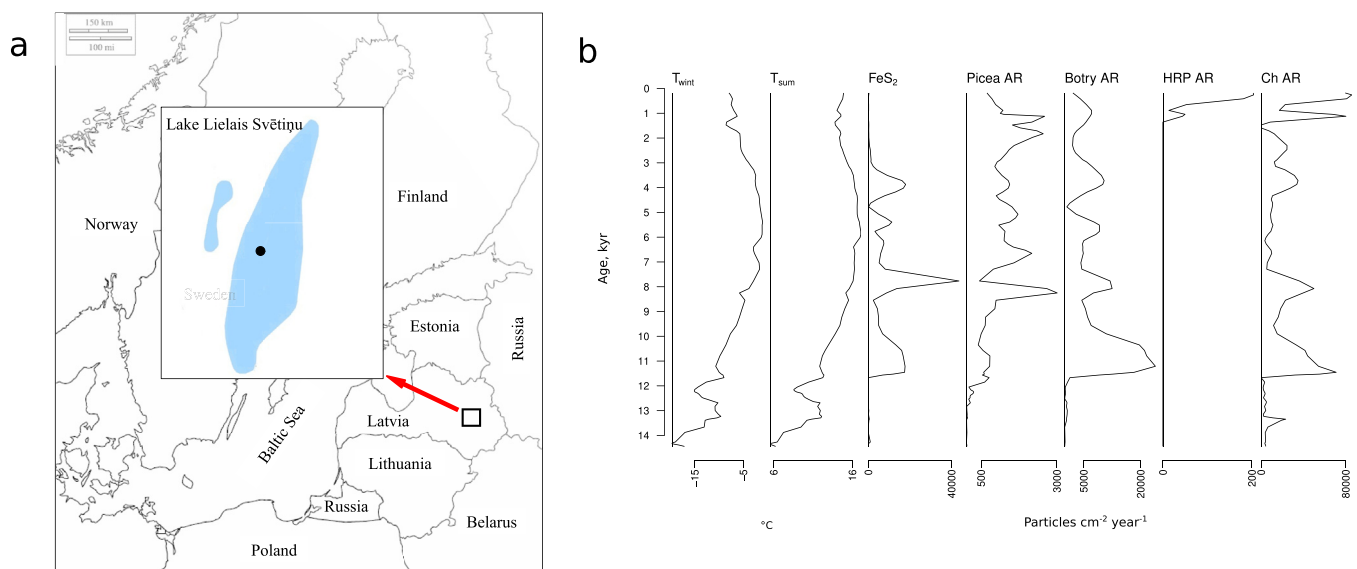 a
150 km
100 mi
Lake Lielais Svētiņu
Norway
Finland
Sweden
Estonia
Russia
Latvia
Baltic Sea
Lithuania
Russia
Belarus
Poland
b
Twint Tsum FeS2 Picea AR Botry AR HRP AR Ch AR
Age, kyr
0
1
2
3
4
5
6
7
8
9
10
11
12
13
14
−15 −5 6 16 0 40000 500 3000 5000 20000 0 200 0 80000
°C
Particles cm-2 year-1